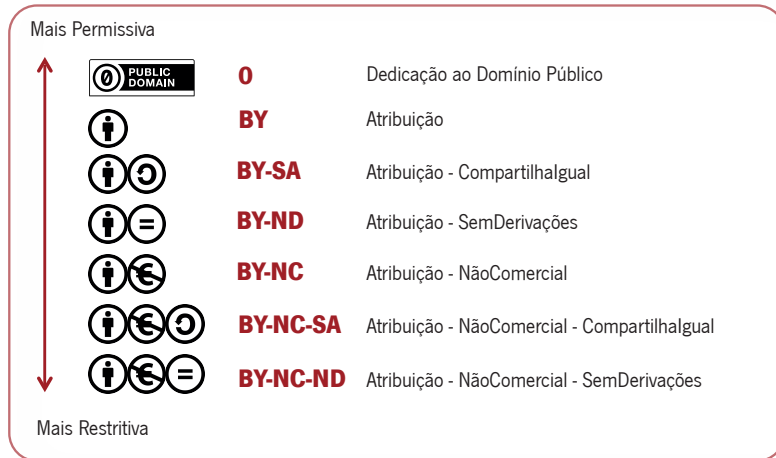 Mais Permissiva
0 PUBLIC DOMAIN 0 Dedicação ao Domínio Público
BY Atribuição
BY-SA Atribuição - CompartilhaIgual
= BY-ND Atribuição - SemDerivações
€ BY-NC Atribuição - NãoComercial
€ BY-NC-SA Atribuição - NãoComercial - CompartilhaIgual
€ = BY-NC-ND Atribuição - NãoComercial - SemDerivações
Mais Restritiva